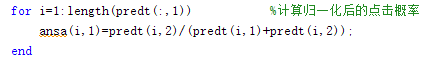 for i=1:length(predt(:,1)) %计算归一化后的点击概率
ansa(i,1)=predt(i,2)/(predt(i,1)+predt(i,2));
end